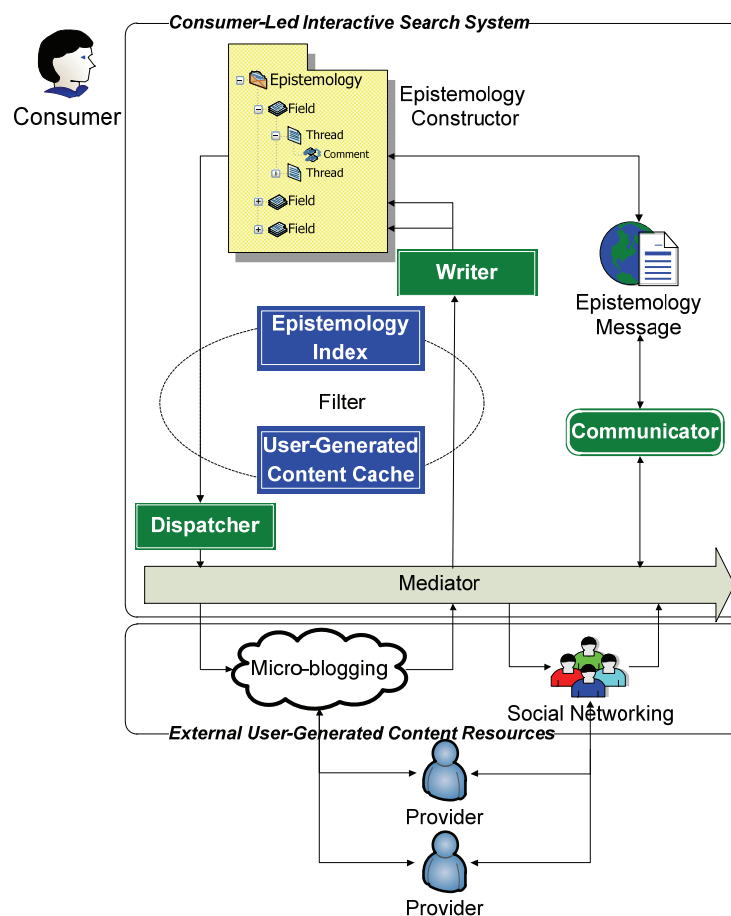 Consumer-Led Interactive Search System
Consumer
Epistemology
Field
Thread
Comment
Thread
Field
Field
Epistemology
Constructor
Writer
Epistemology
Message
Epistemology
Index
Filter
User-Generated
Content Cache
Communicator
Dispatcher
Mediator
Micro-blogging
Social Networking
External User-Generated Content Resources
Provider
Provider